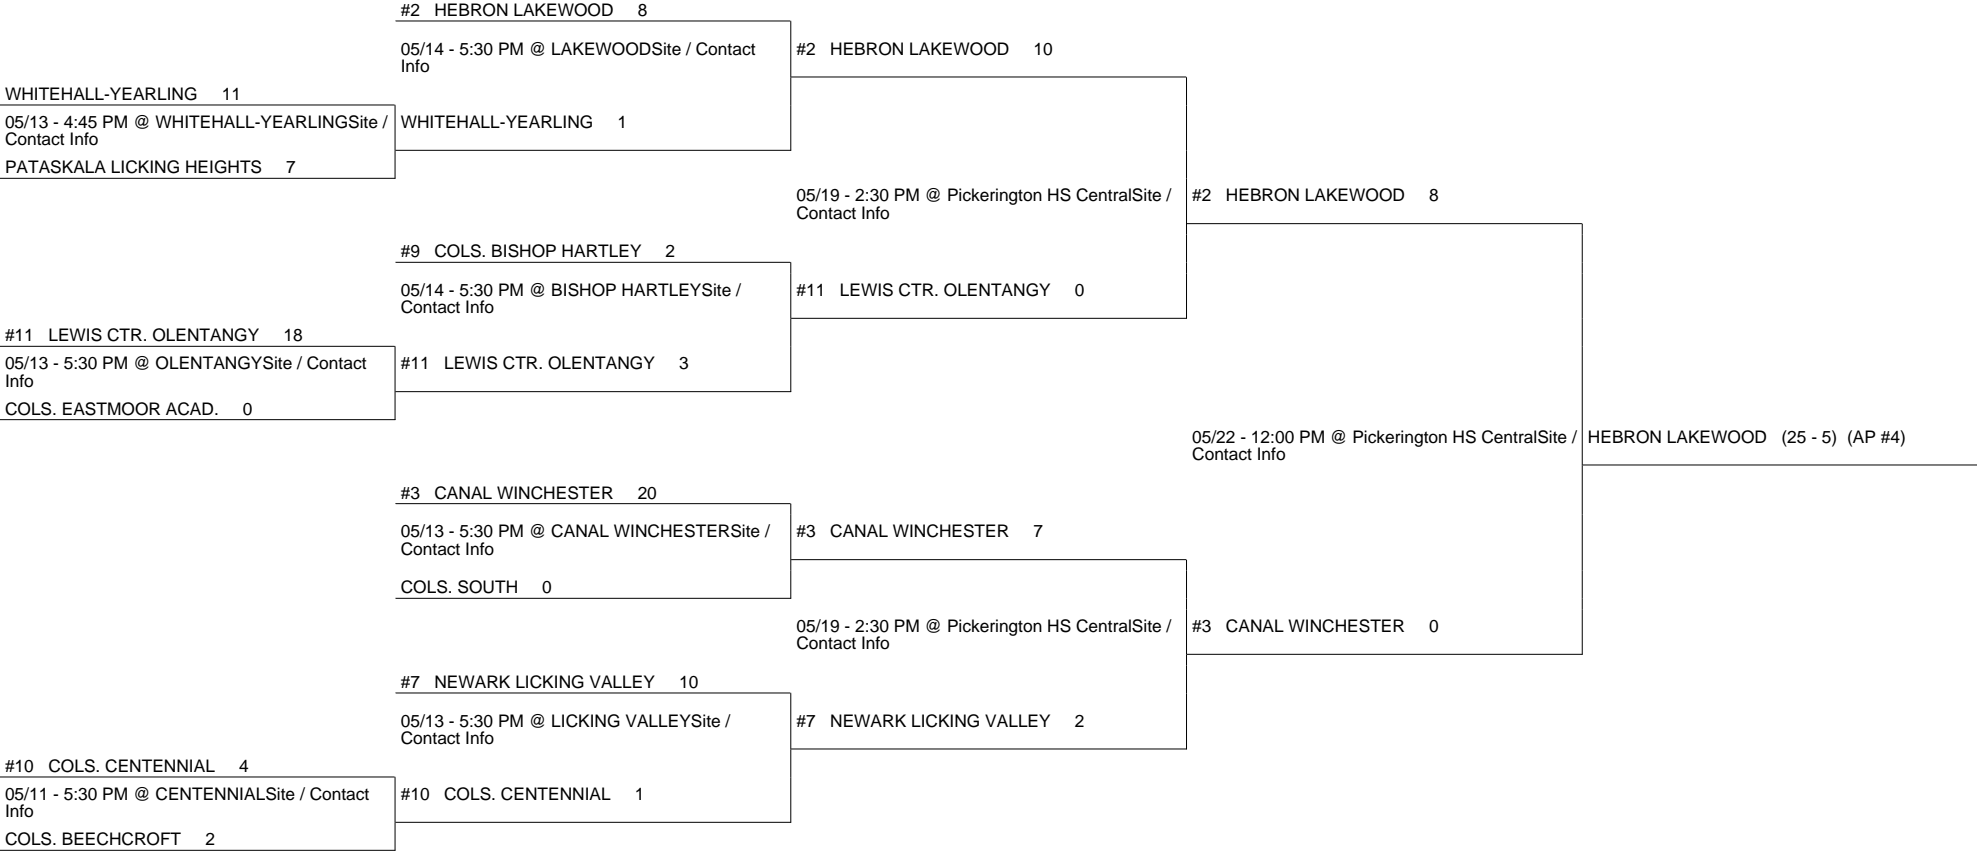 #2 HEBRON LAKEWOOD 8
05/14 - 5:30 PM @ LAKEWOODSite / Contact
Info
WHITEHALL-YEARLING 11
05/13 - 4:45 PM @ WHITEHALL-YEARLINGSite /
Contact Info
PATASKALA LICKING HEIGHTS 7
WHITEHALL-YEARLING 1
#2 HEBRON LAKEWOOD 10
05/19 - 2:30 PM @ Pickerington HS CentralSite /
Contact Info
#2 HEBRON LAKEWOOD 8
#9 COLS. BISHOP HARTLEY 2
05/14 - 5:30 PM @ BISHOP HARTLEYSite /
Contact Info
#11 LEWIS CTR. OLENTANGY 0
#11 LEWIS CTR. OLENTANGY 18
05/13 - 5:30 PM @ OLENTANGYSite / Contact
Info
COLS. EASTMOOR ACAD. 0
#11 LEWIS CTR. OLENTANGY 3
05/22 - 12:00 PM @ Pickerington HS CentralSite /
Contact Info
HEBRON LAKEWOOD (25 - 5) (AP #4)
#3 CANAL WINCHESTER 20
05/13 - 5:30 PM @ CANAL WINCHESTERSite /
Contact Info
COLS. SOUTH 0
#3 CANAL WINCHESTER 7
05/19 - 2:30 PM @ Pickerington HS CentralSite /
Contact Info
#3 CANAL WINCHESTER 0
#7 NEWARK LICKING VALLEY 10
05/13 - 5:30 PM @ LICKING VALLEYSite /
Contact Info
#7 NEWARK LICKING VALLEY 2
#10 COLS. CENTENNIAL 4
05/11 - 5:30 PM @ CENTENNIALSite / Contact
Info
COLS. BEECHCROFT 2
#10 COLS. CENTENNIAL 1